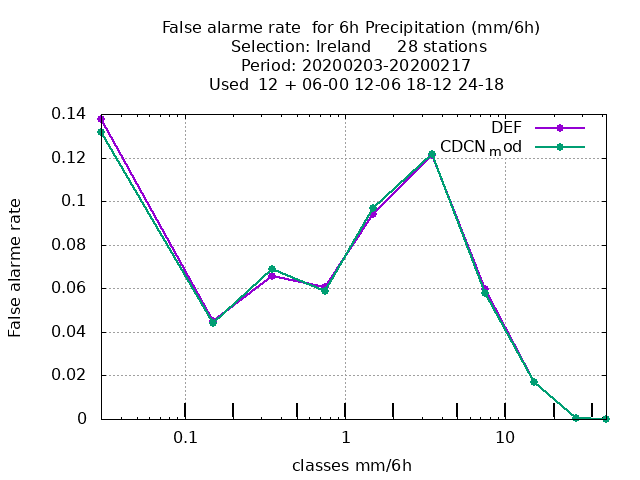 False alarme rate  for 6h Precipitation (mm/6h)
Selection: Ireland     28 stations
Period: 20200203-20200217
Used  12 + 06-00 12-06 18-12 24-18
0.14
0.12
0.1
0.08
0.06
0.04
0.02
0
False alarme rate
DEF
CDCN mod
0.1
1
10
classes mm/6h